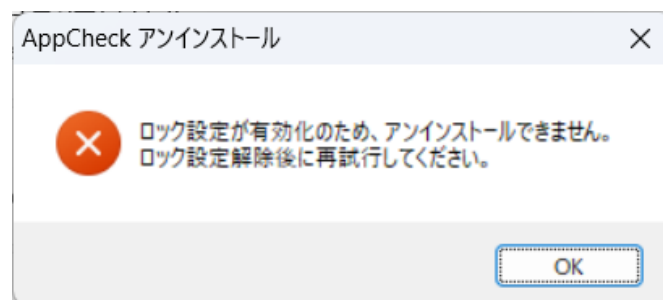 AppCheck アンインストール
ロック設定が有効化のため、アンインストールできません。
ロック設定解除後に再試行してください。
OK